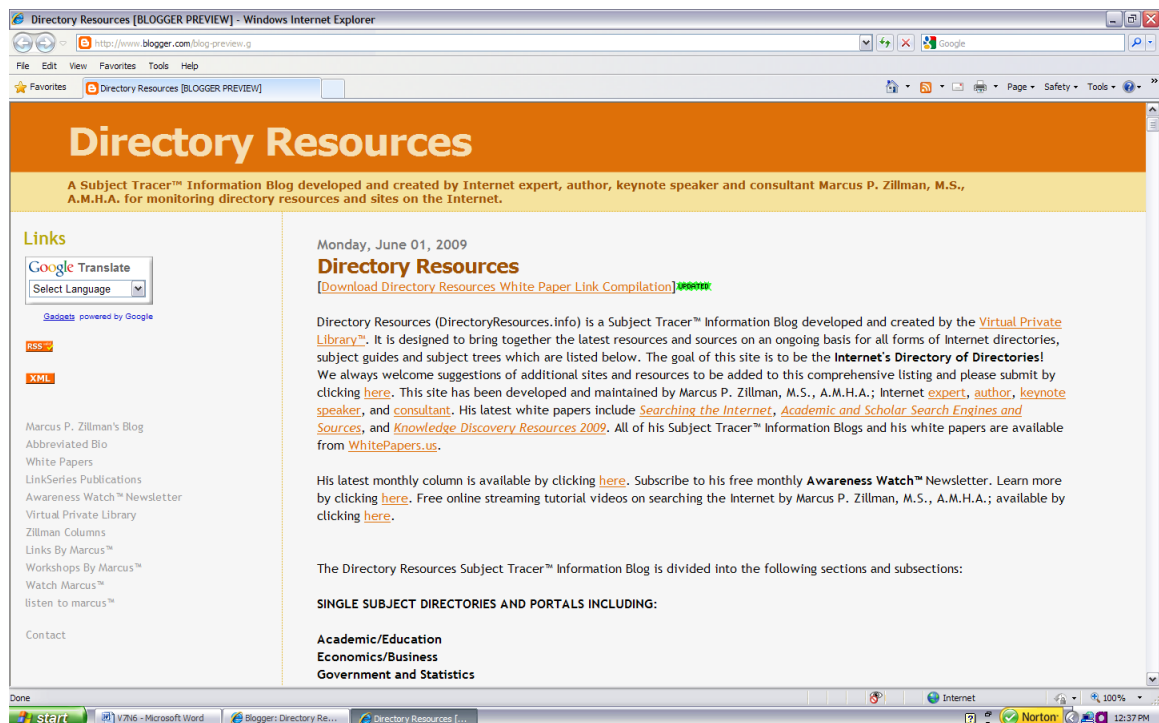 Directory Resources [BLOGGER PREVIEW] - Windows Internet Explorer
http://www.blogger.com/blog-preview.g
Google
File Edit View Favorites Tools Help
Favorites
Directory Resources [BLOGGER PREVIEW]
Page Safety Tools
Directory Resources
A Subject Tracer™ Information Blog developed and created by Internet expert, author, keynote speaker and consultant Marcus P. Zillman, M.S.,
A.M.H.A. for monitoring directory resources and sites on the Internet.
Links
Google Translate
Select Language
Gadgets powered by Google
RSS
XML
Marcus P. Zillman's Blog
Abbreviated Bio
White Papers
LinkSeries Publications
Awareness Watch™ Newsletter
Virtual Private Library
Zillman Columns
Links By Marcus™
Workshops By Marcus™
Watch Marcus™
listen to marcus™
Contact
Monday, June 01, 2009
Directory Resources
[Download Directory Resources White Paper Link Compilation] UPDATED
Directory Resources (DirectoryResources.info) is a Subject Tracer™ Information Blog developed and created by the Virtual Private
Library™. It is designed to bring together the latest resources and sources on an ongoing basis for all forms of Internet directories,
subject guides and subject trees which are listed below. The goal of this site is to be the Internet's Directory of Directories!
We always welcome suggestions of additional sites and resources to be added to this comprehensive listing and please submit by
clicking here. This site has been developed and maintained by Marcus P. Zillman, M.S., A.M.H.A.; Internet expert, author, keynote
speaker, and consultant. His latest white papers include Searching the Internet, Academic and Scholar Search Engines and
Sources, and Knowledge Discovery Resources 2009. All of his Subject Tracer™ Information Blogs and his white papers are available
from WhitePapers.us.
His latest monthly column is available by clicking here. Subscribe to his free monthly Awareness Watch™ Newsletter. Learn more
by clicking here. Free online streaming tutorial videos on searching the Internet by Marcus P. Zillman, M.S., A.M.H.A.; available by
clicking here.
The Directory Resources Subject Tracer™ Information Blog is divided into the following sections and subsections:
SINGLE SUBJECT DIRECTORIES AND PORTALS INCLUDING:
Academic/Education
Economics/Business
Government and Statistics
Done
Internet
100%
start
V7N6 - Microsoft Word
Blogger: Directory Re...
Directory Resources [...
Norton
12:37 PM